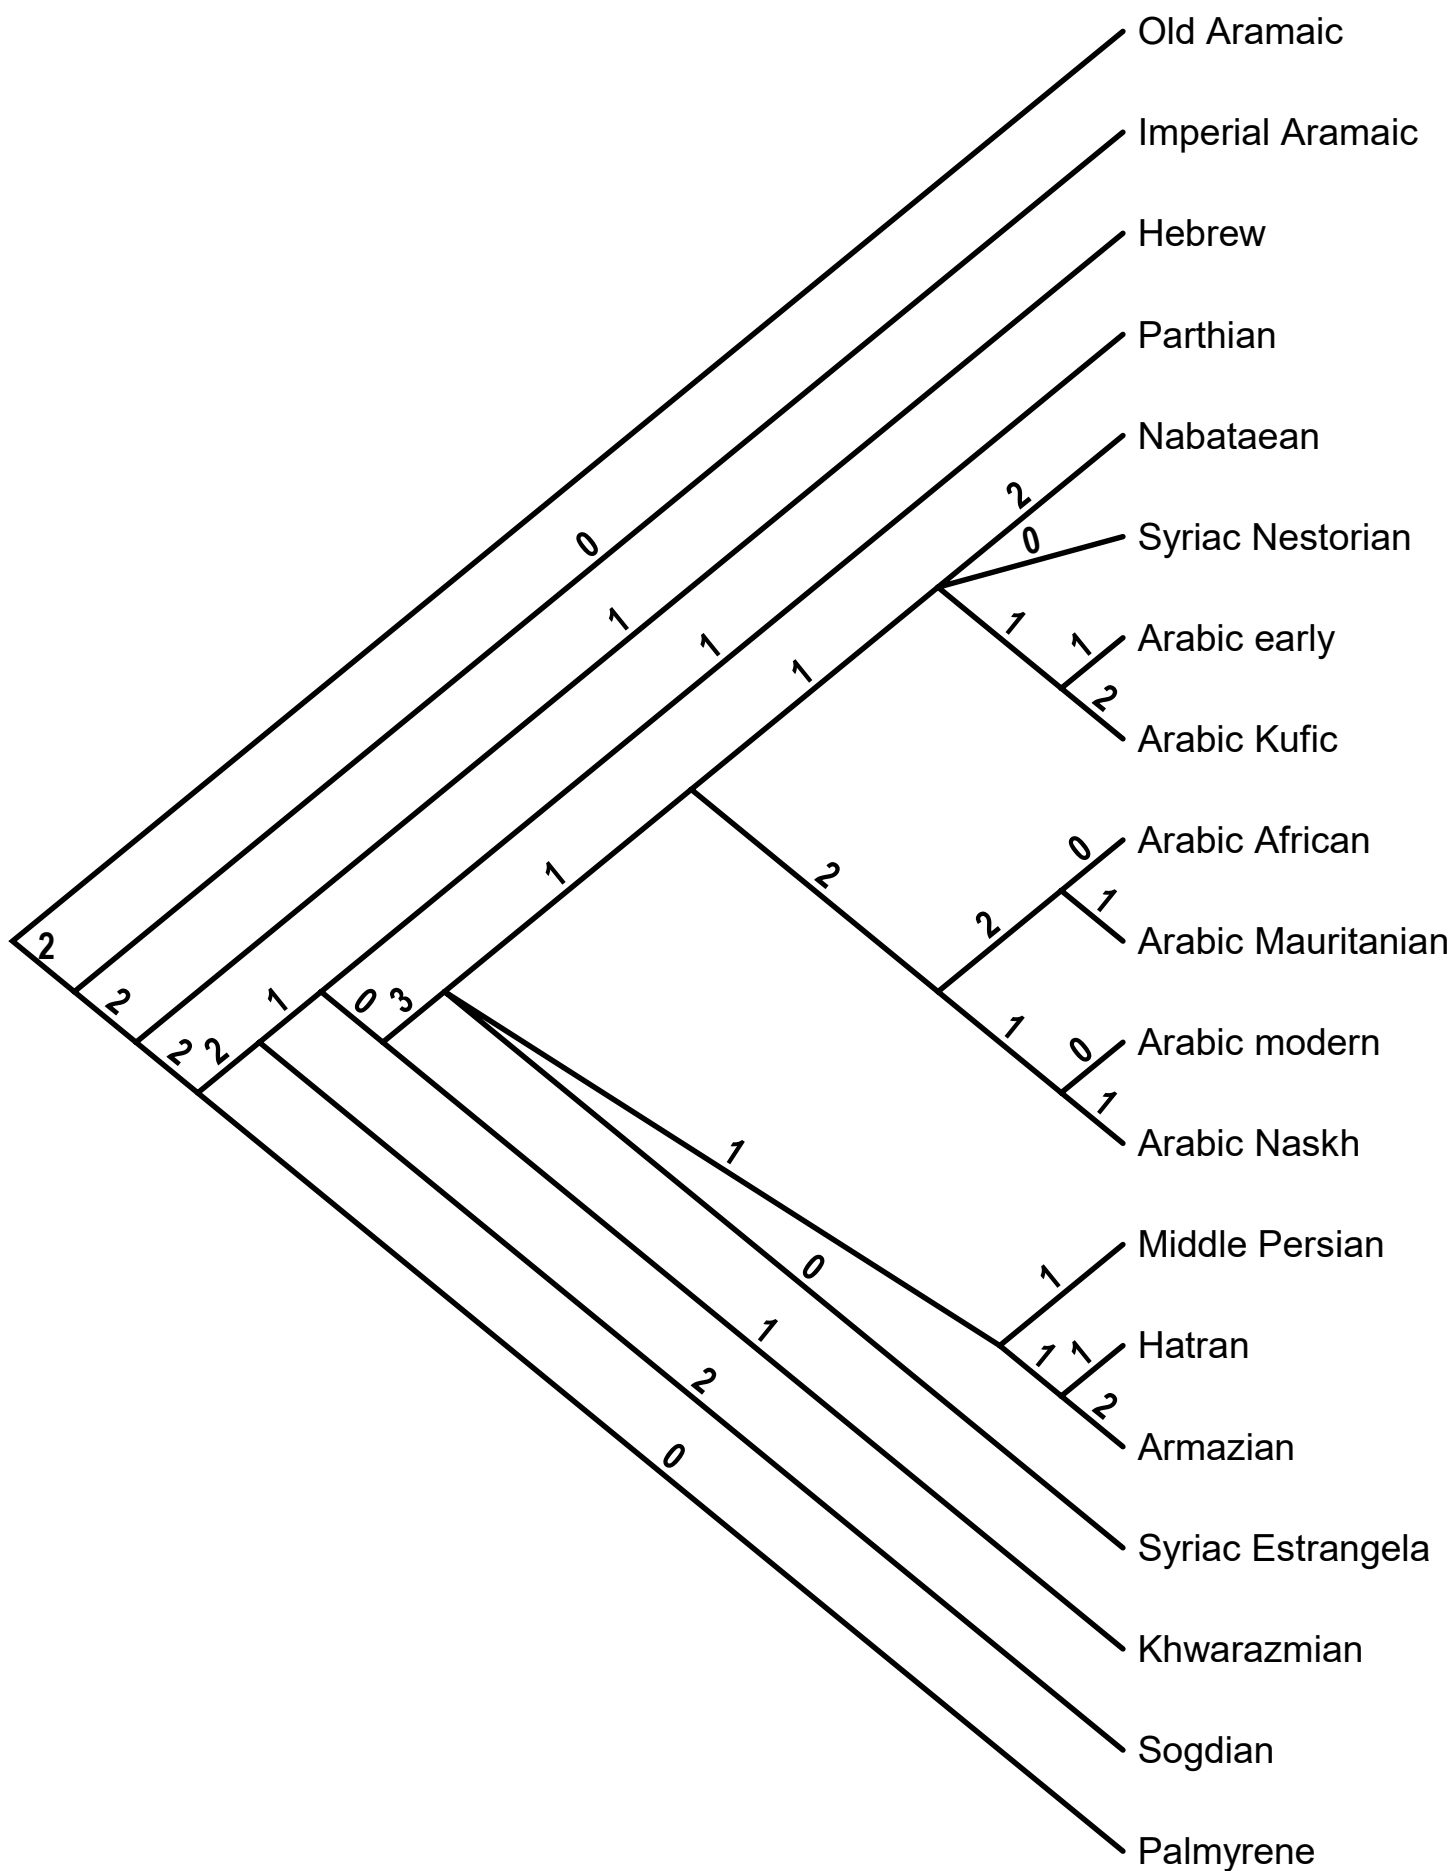 Old Aramaic
Imperial Aramaic
Hebrew
Parthian
Nabataean
2
Syriac Nestorian
0
0
1
1
Arabic early
1
1
1
2
Arabic Kufic
0
Arabic African
1
2
1
2
Arabic Mauritanian
2
2
1
0
3
1
0
Arabic modern
2
2
1
Arabic Naskh
1
Middle Persian
0
1
1
1
1
Hatran
2
2
Armazian
0
Syriac Estrangela
Khwarazmian
Sogdian
Palmyrene